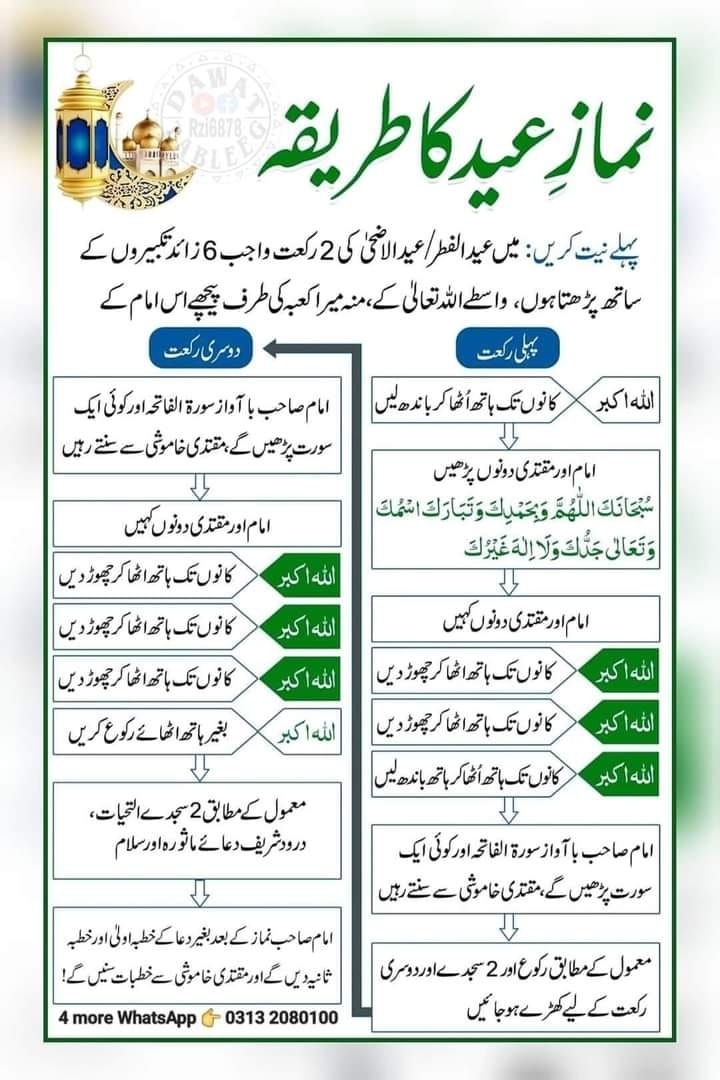 DAWAT
Rzi6878
TABLEEG
نمازِ عید کا طریقہ
پہلے نیت کریں: میں عید الفطر/عید الاضحیٰ کی 2 رکعت واجب 6 زائد تکبیروں کے
ساتھ پڑھتا ہوں، واسطے اللہ تعالیٰ کے، منہ میرا کعبہ کی طرف پیچھے اس امام کے
پہلی رکعت
اللہ اکبر
کانوں تک ہاتھ اُٹھا کر باندھ لیں
امام اور مقتدی دونوں پڑھیں
سُبْحَانَكَ اللّٰهُمَّ وَبِحَمْدِكَ وَتَبَارَكَ اسْمُكَ
وَتَعَالٰى جَدُّكَ وَلَا اِلٰهَ غَيْرُكَ
امام اور مقتدی دونوں کہیں
اللہ اکبر
کانوں تک ہاتھ اٹھا کر چھوڑ دیں
اللہ اکبر
کانوں تک ہاتھ اٹھا کر چھوڑ دیں
اللہ اکبر
کانوں تک ہاتھ اُٹھا کر ہاتھ باندھ لیں
امام صاحب با آواز سورۃ الفاتحہ اور کوئی ایک
سورت پڑھیں گے، مقتدی خاموشی سے سنتے رہیں
معمول کے مطابق رکوع اور 2 سجدے اور دوسری
رکعت کے لیے کھڑے ہو جائیں
دوسری رکعت
امام صاحب با آواز سورۃ الفاتحہ اور کوئی ایک
سورت پڑھیں گے، مقتدی خاموشی سے سنتے رہیں
امام اور مقتدی دونوں کہیں
اللہ اکبر
کانوں تک ہاتھ اٹھا کر چھوڑ دیں
اللہ اکبر
کانوں تک ہاتھ اٹھا کر چھوڑ دیں
اللہ اکبر
کانوں تک ہاتھ اٹھا کر چھوڑ دیں
اللہ اکبر
بغیر ہاتھ اٹھائے رکوع کریں
معمول کے مطابق 2 سجدے التحیات،
درود شریف دعائے ماثورہ اور سلام
امام صاحب نماز کے بعد بغیر دعا کے خطبہ اولیٰ اور خطبہ
ثانیہ دیں گے اور مقتدی خاموشی سے خطبات سنیں گے!
4 more WhatsApp 👉 0313 2080100